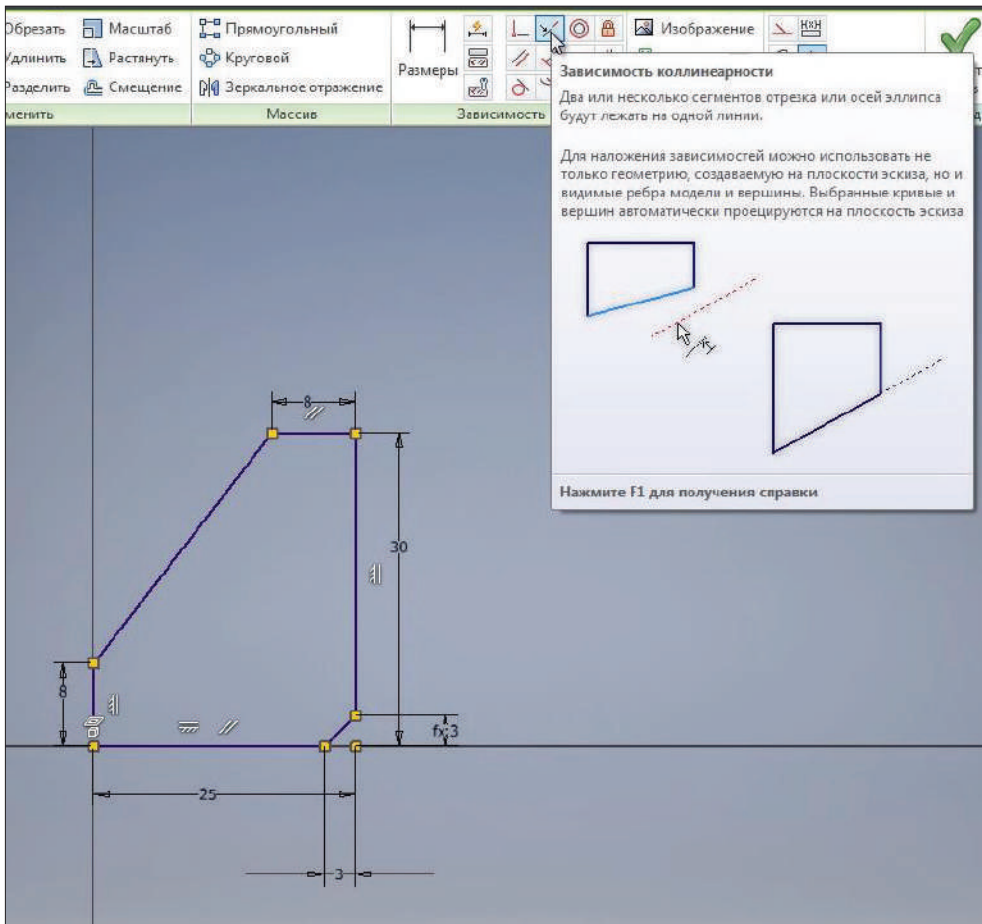 Обрезать Масштаб Прямоугольный Изображение
Удлинить Растянуть Круговой Размеры
Разделить Смещение Зеркальное отражение
Массив Зависимость
Зависимость коллинеарности
Два или несколько сегментов отрезка или осей эллипса
будут лежать на одной линии.
Для наложения зависимостей можно использовать не
только геометрию, создаваемую на плоскости эскиза, но и
видимые ребра модели и вершины. Выбранные кривые и
вершин автоматически проецируются на плоскость эскиза
Нажмите F1 для получения справки
8
30
8
fx:3
25
3